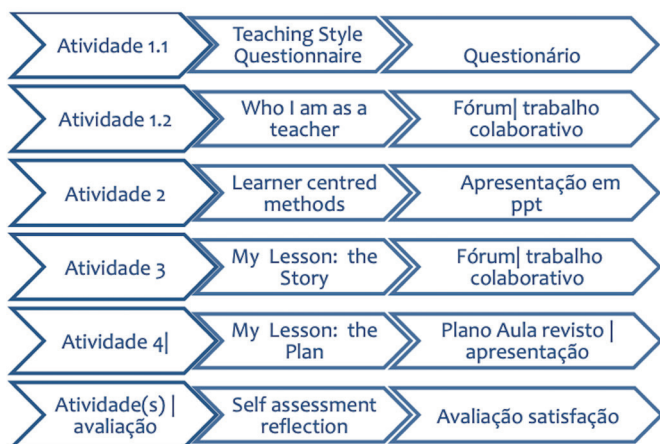 Atividade 1.1
Teaching Style
Questionnaire
Questionário
Atividade 1.2
Who I am as a
teacher
Fórum| trabalho
colaborativo
Atividade 2
Learner centred
methods
Apresentação em
ppt
Atividade 3
My Lesson: the
Story
Fórum| trabalho
colaborativo
Atividade 4|
My Lesson: the
Plan
Plano Aula revisto |
apresentação
Atividade(s) |
avaliação
Self assessment
reflection
Avaliação satisfação